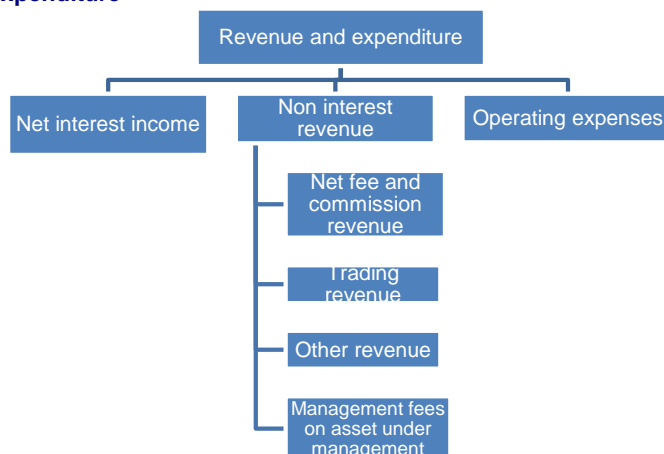 Revenue and expenditure
Net interest income
Non interest
revenue
Operating expenses
Net fee and
commission
revenue
Trading
revenue
Other revenue
Management fees
on asset under
management